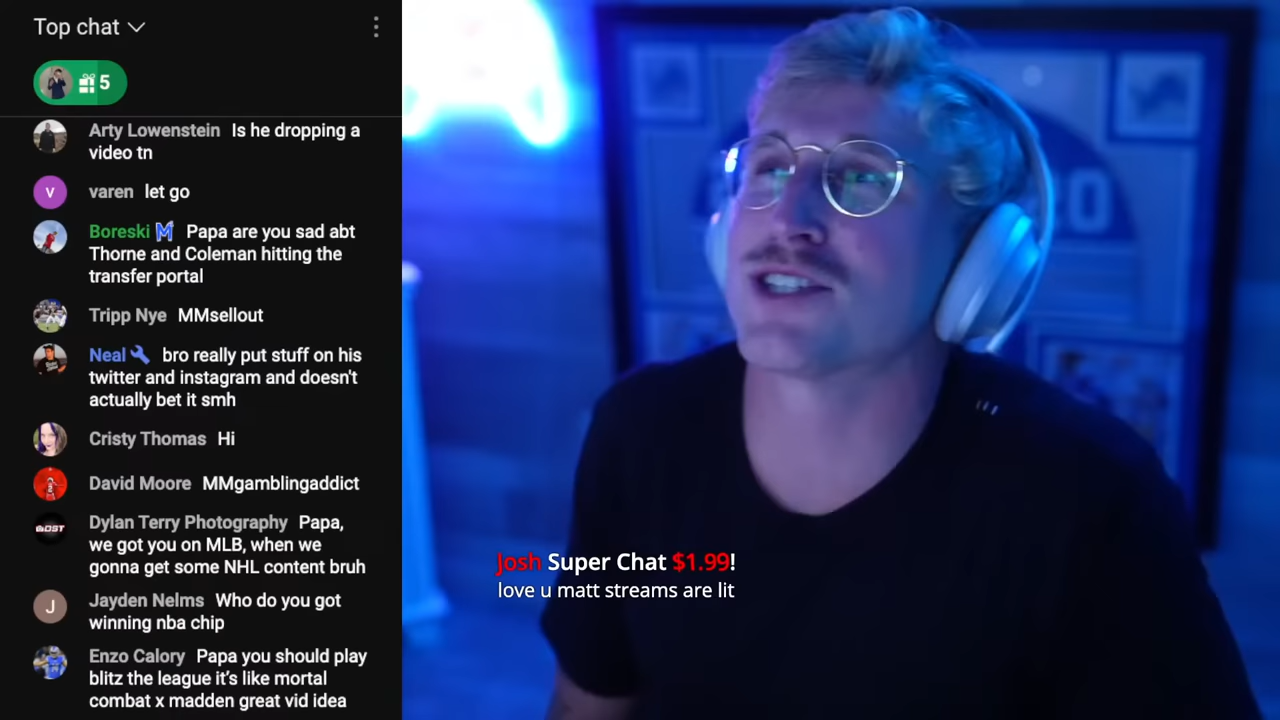 Top chat
5
Arty Lowenstein Is he dropping a
video tn
V
varen let go
Boreski M Papa are you sad abt
Thorne and Coleman hitting the
transfer portal
Tripp Nye MMsellout
Neal bro really put stuff on his
twitter and instagram and doesn't
actually bet it smh
Cristy Thomas Hi
David Moore MMgamblingaddict
Dylan Terry Photography Papa,
we got you on MLB, when we
gonna get some NHL content bruh
J
Jayden Nelms Who do you got
winning nba chip
Enzo Calory Papa you should play
blitz the league it's like mortal
combat x madden great vid idea
Josh Super Chat $1.99!
love u matt streams are lit